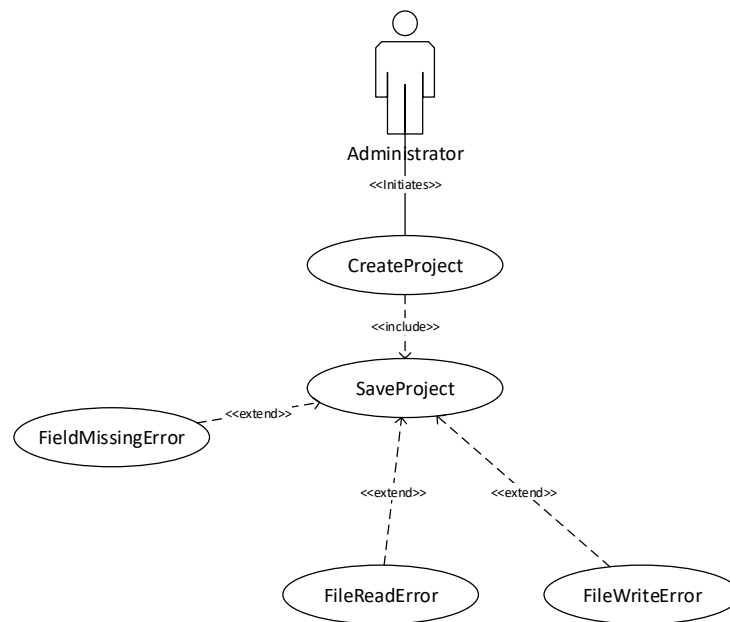 Administrator
<<Initiates>>
CreateProject
<<include>>
SaveProject
<<extend>>
FieldMissingError
<<extend>>
<<extend>>
FileReadError
FileWriteError